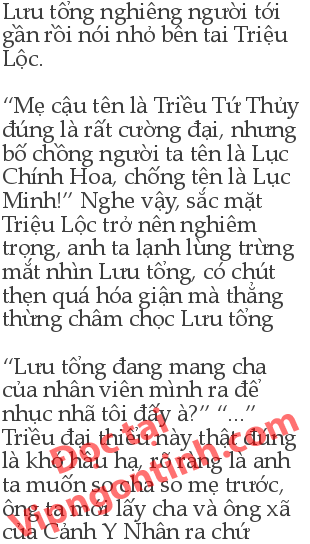 Lưu tổng nghiêng người tới
gần rồi nói nhỏ bên tai Triệu
Lộc.
“Mẹ cậu tên là Triều Tứ Thủy
đúng là rất cường đại, nhưng
bố chồng người ta tên là Lục
Chính Hoa, chống tên là Lục
Minh!” Nghe vậy, sắc mặt
Triệu Lộc trở nên nghiêm
trọng, anh ta lạnh lùng trừng
mắt nhìn Lưu tổng, có chút
thẹn quá hóa giận mà thẳng
thừng châm chọc Lưu tổng
“Lưu tổng đang mang cha
của nhân viên mình ra để
nhục nhã tôi đấy à?” “...”
Triều đại thiếu này thật đúng
là khó hầu hạ, rõ ràng là anh
ta muốn so cha so mẹ trước,
ông ta mới lấy cha và ông xã
của Cảnh Y Nhân ra chứ
Đọc tại
Vipngontinh.com